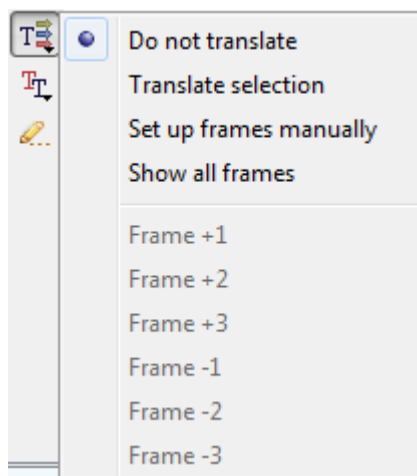 Do not translate
Translate selection
Set up frames manually
Show all frames
Frame +1
Frame +2
Frame +3
Frame -1
Frame -2
Frame -3